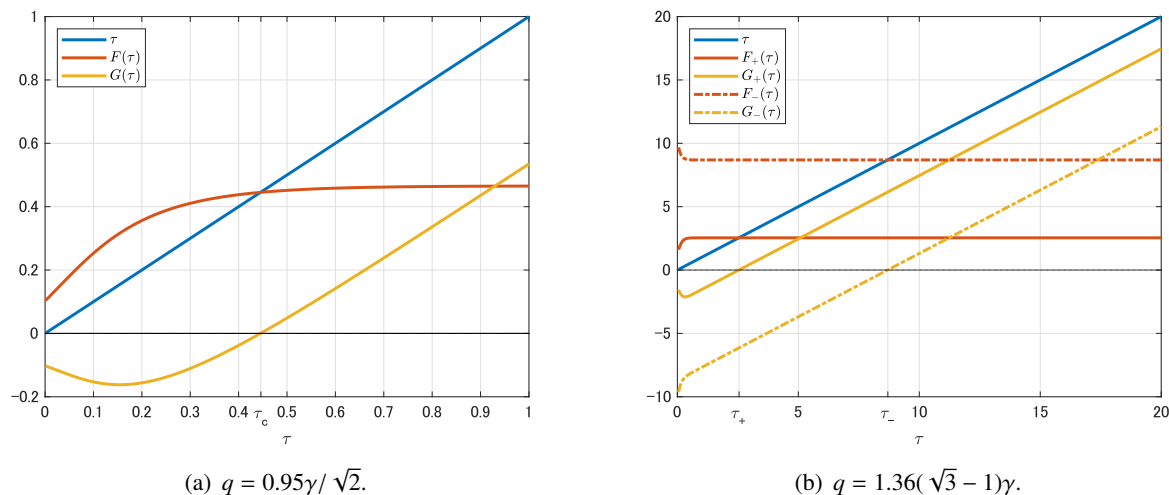 1
0.8
0.6
0.4
0.2
0
−0.2
τ
F(τ)
G(τ)
0 0.1 0.2 0.3 0.4 τc 0.5 0.6 0.7 0.8 0.9 1
τ
(a) q = 0.95γ/√2.
20
15
10
5
0
−5
−10
τ
F+(τ)
G+(τ)
F−(τ)
G−(τ)
0 τ+ 5 τ− 10 15 20
τ
(b) q = 1.36(√3 − 1)γ.